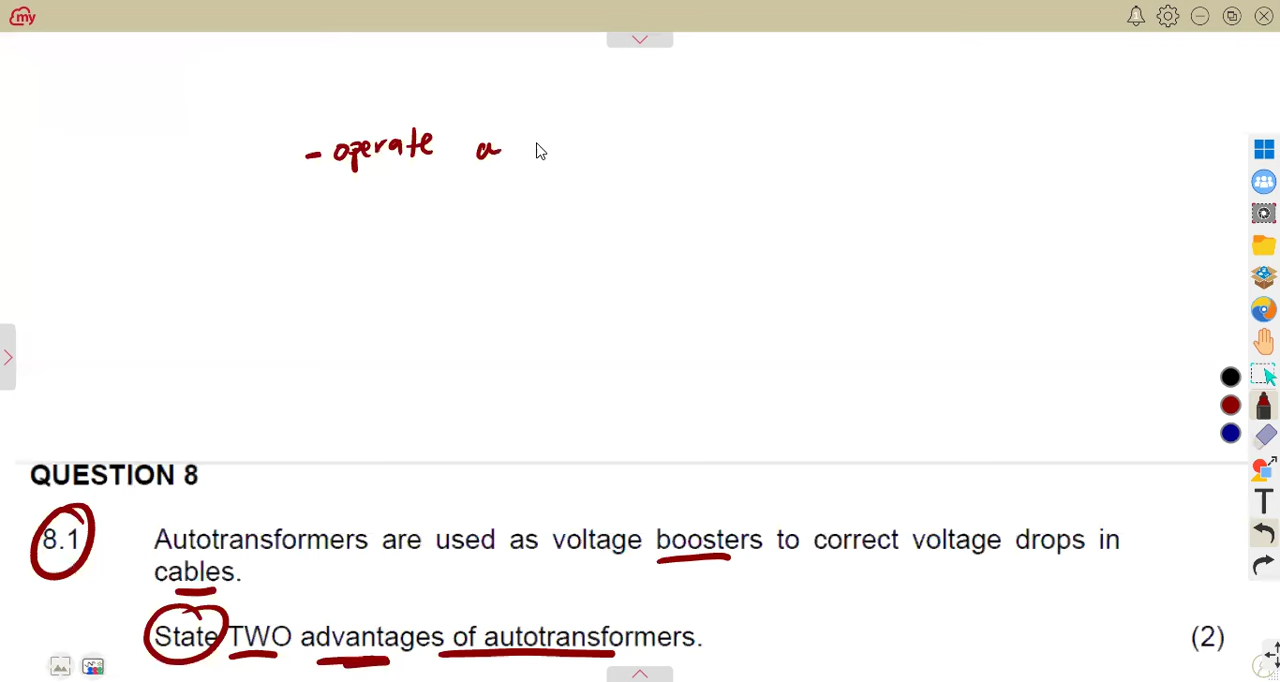 my
- operate a
QUESTION 8
8.1 Autotransformers are used as voltage boosters to correct voltage drops in
cables.
State TWO advantages of autotransformers. (2)
T